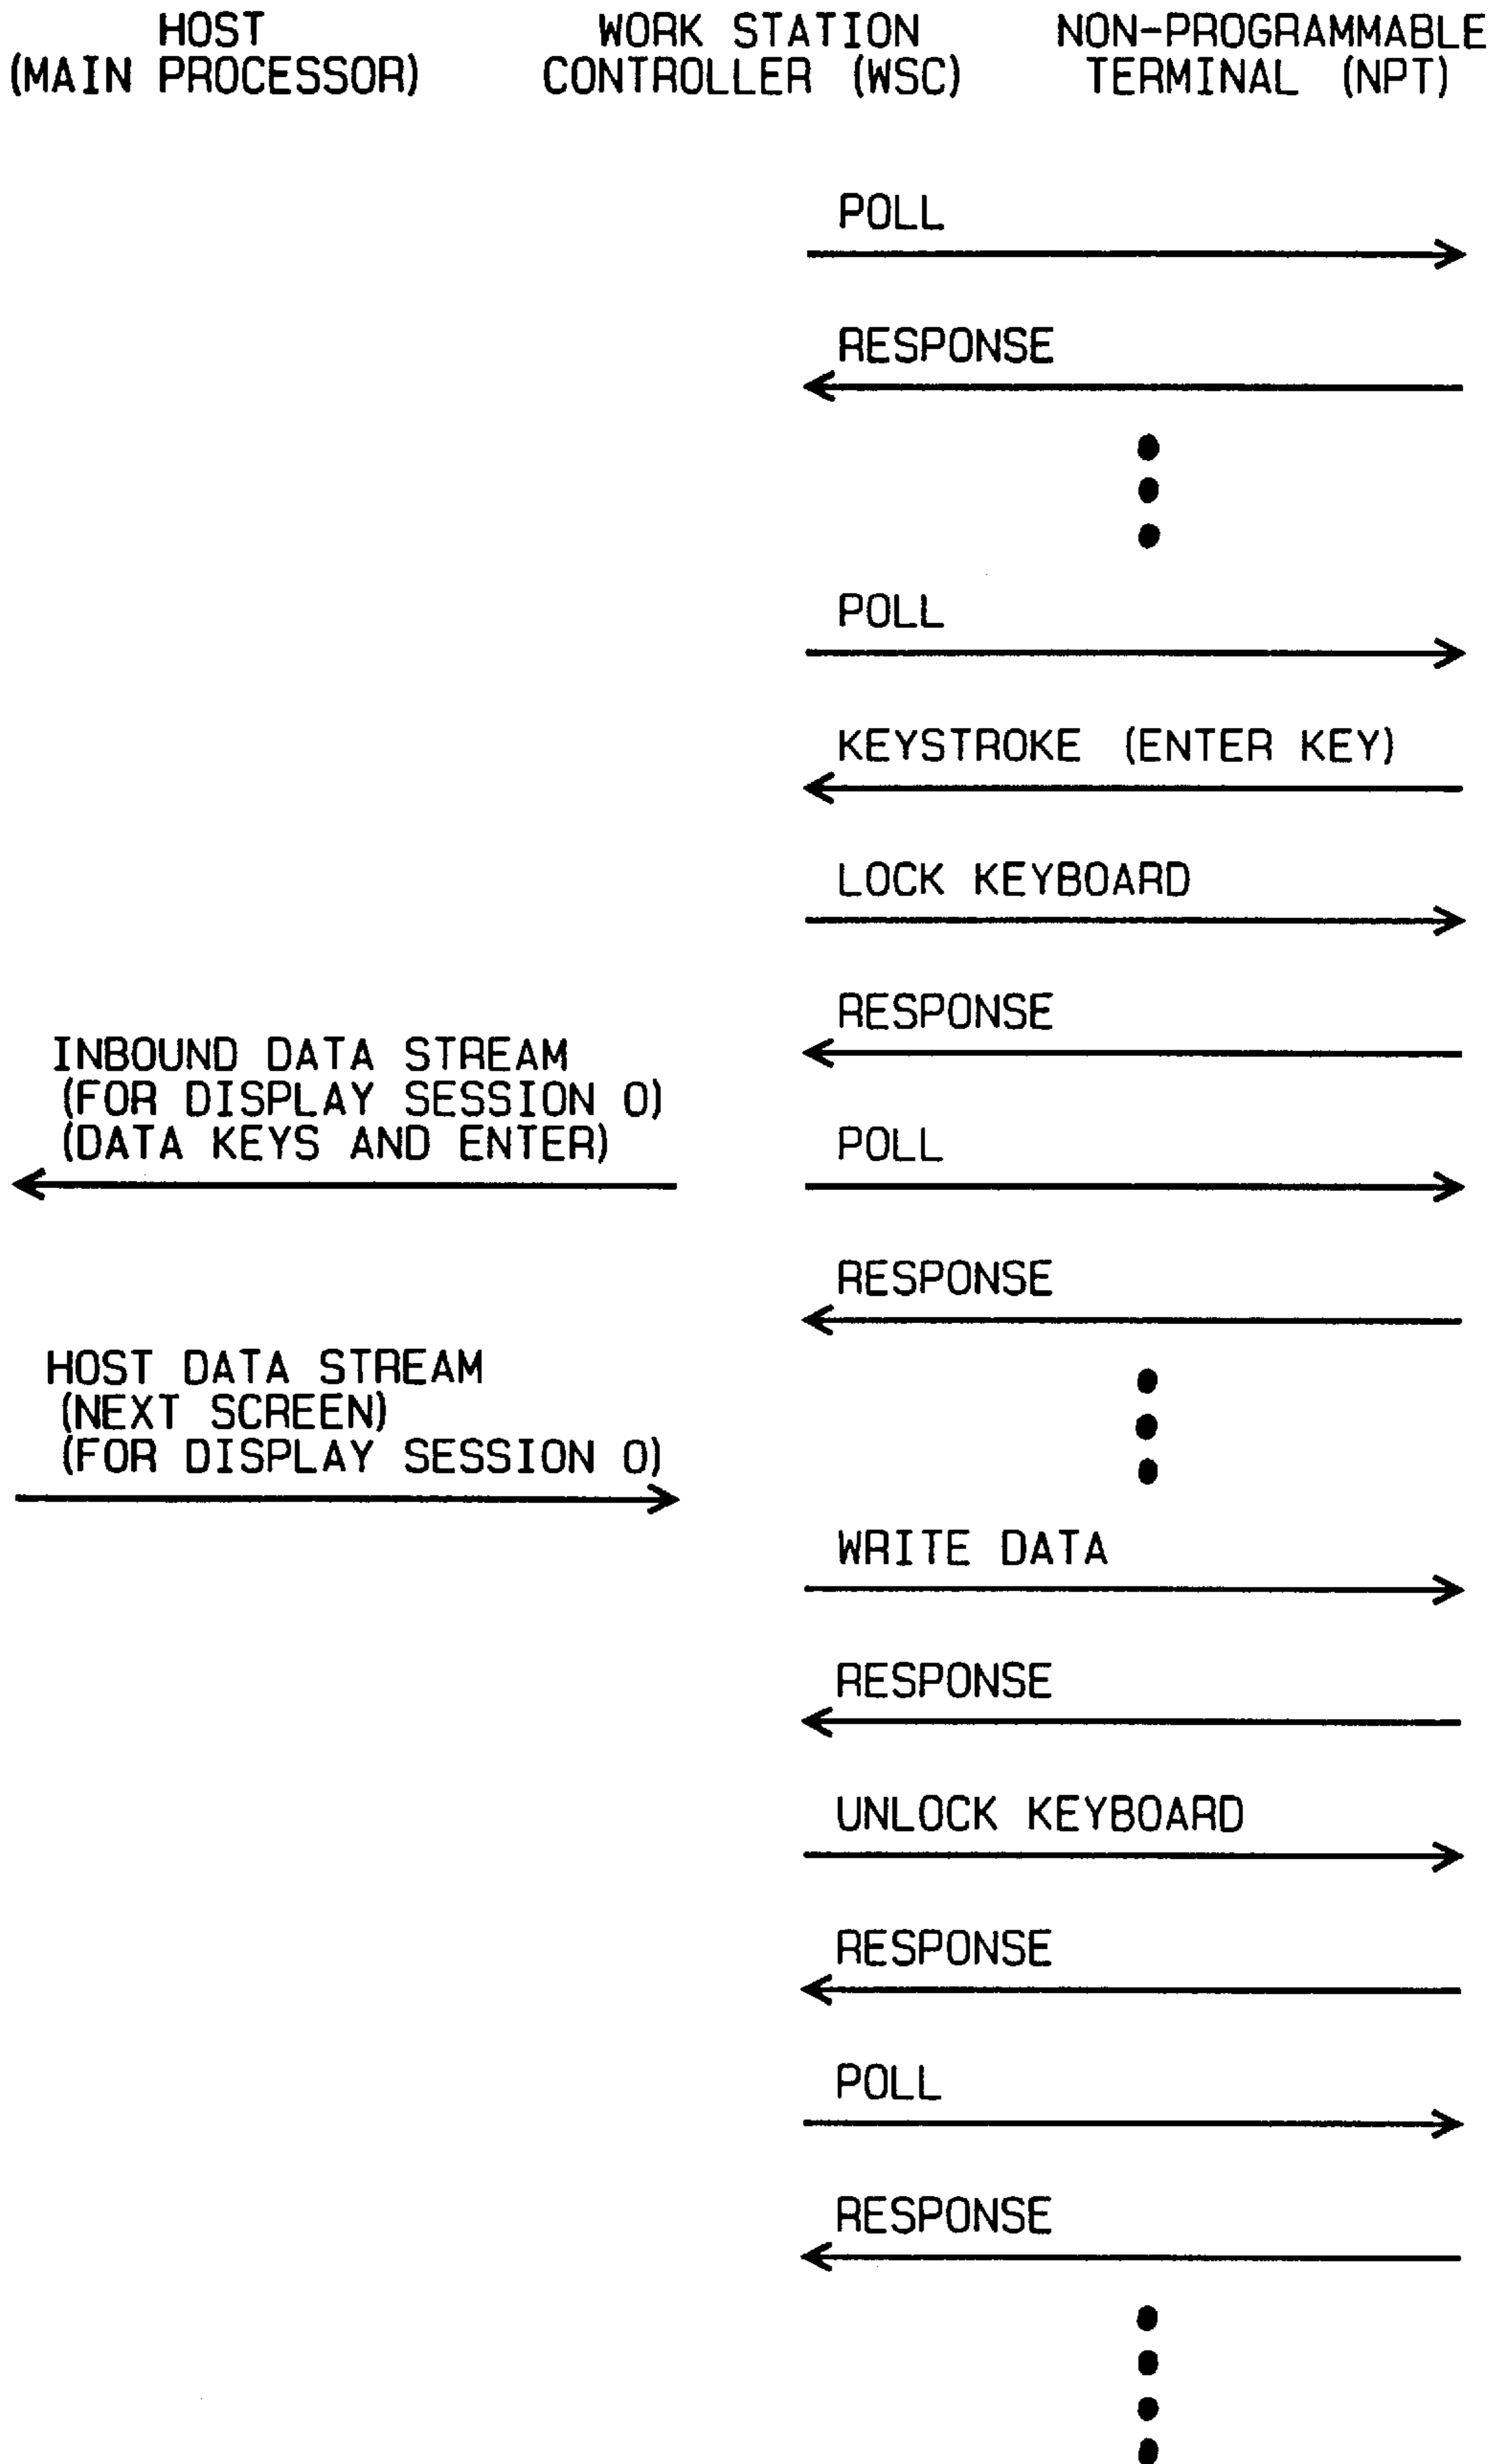 HOST
(MAIN PROCESSOR)
WORK STATION
CONTROLLER (WSC)
NON-PROGRAMMABLE
TERMINAL (NPT)
POLL
RESPONSE
POLL
KEYSTROKE (ENTER KEY)
LOCK KEYBOARD
RESPONSE
INBOUND DATA STREAM
(FOR DISPLAY SESSION 0)
(DATA KEYS AND ENTER)
POLL
RESPONSE
HOST DATA STREAM
(NEXT SCREEN)
(FOR DISPLAY SESSION 0)
WRITE DATA
RESPONSE
UNLOCK KEYBOARD
RESPONSE
POLL
RESPONSE